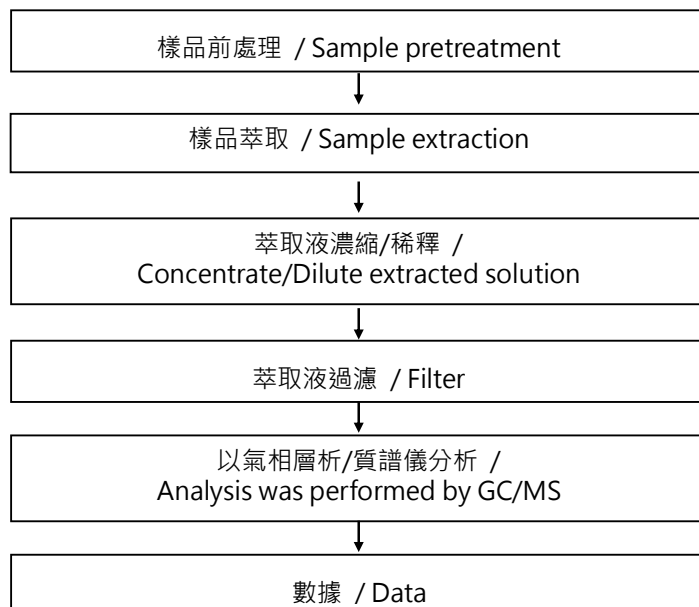 樣品前處理 / Sample pretreatment
樣品萃取 / Sample extraction
萃取液濃縮/稀釋 /
Concentrate/Dilute extracted solution
萃取液過濾 / Filter
以氣相層析/質譜儀分析 /
Analysis was performed by GC/MS
數據 / Data